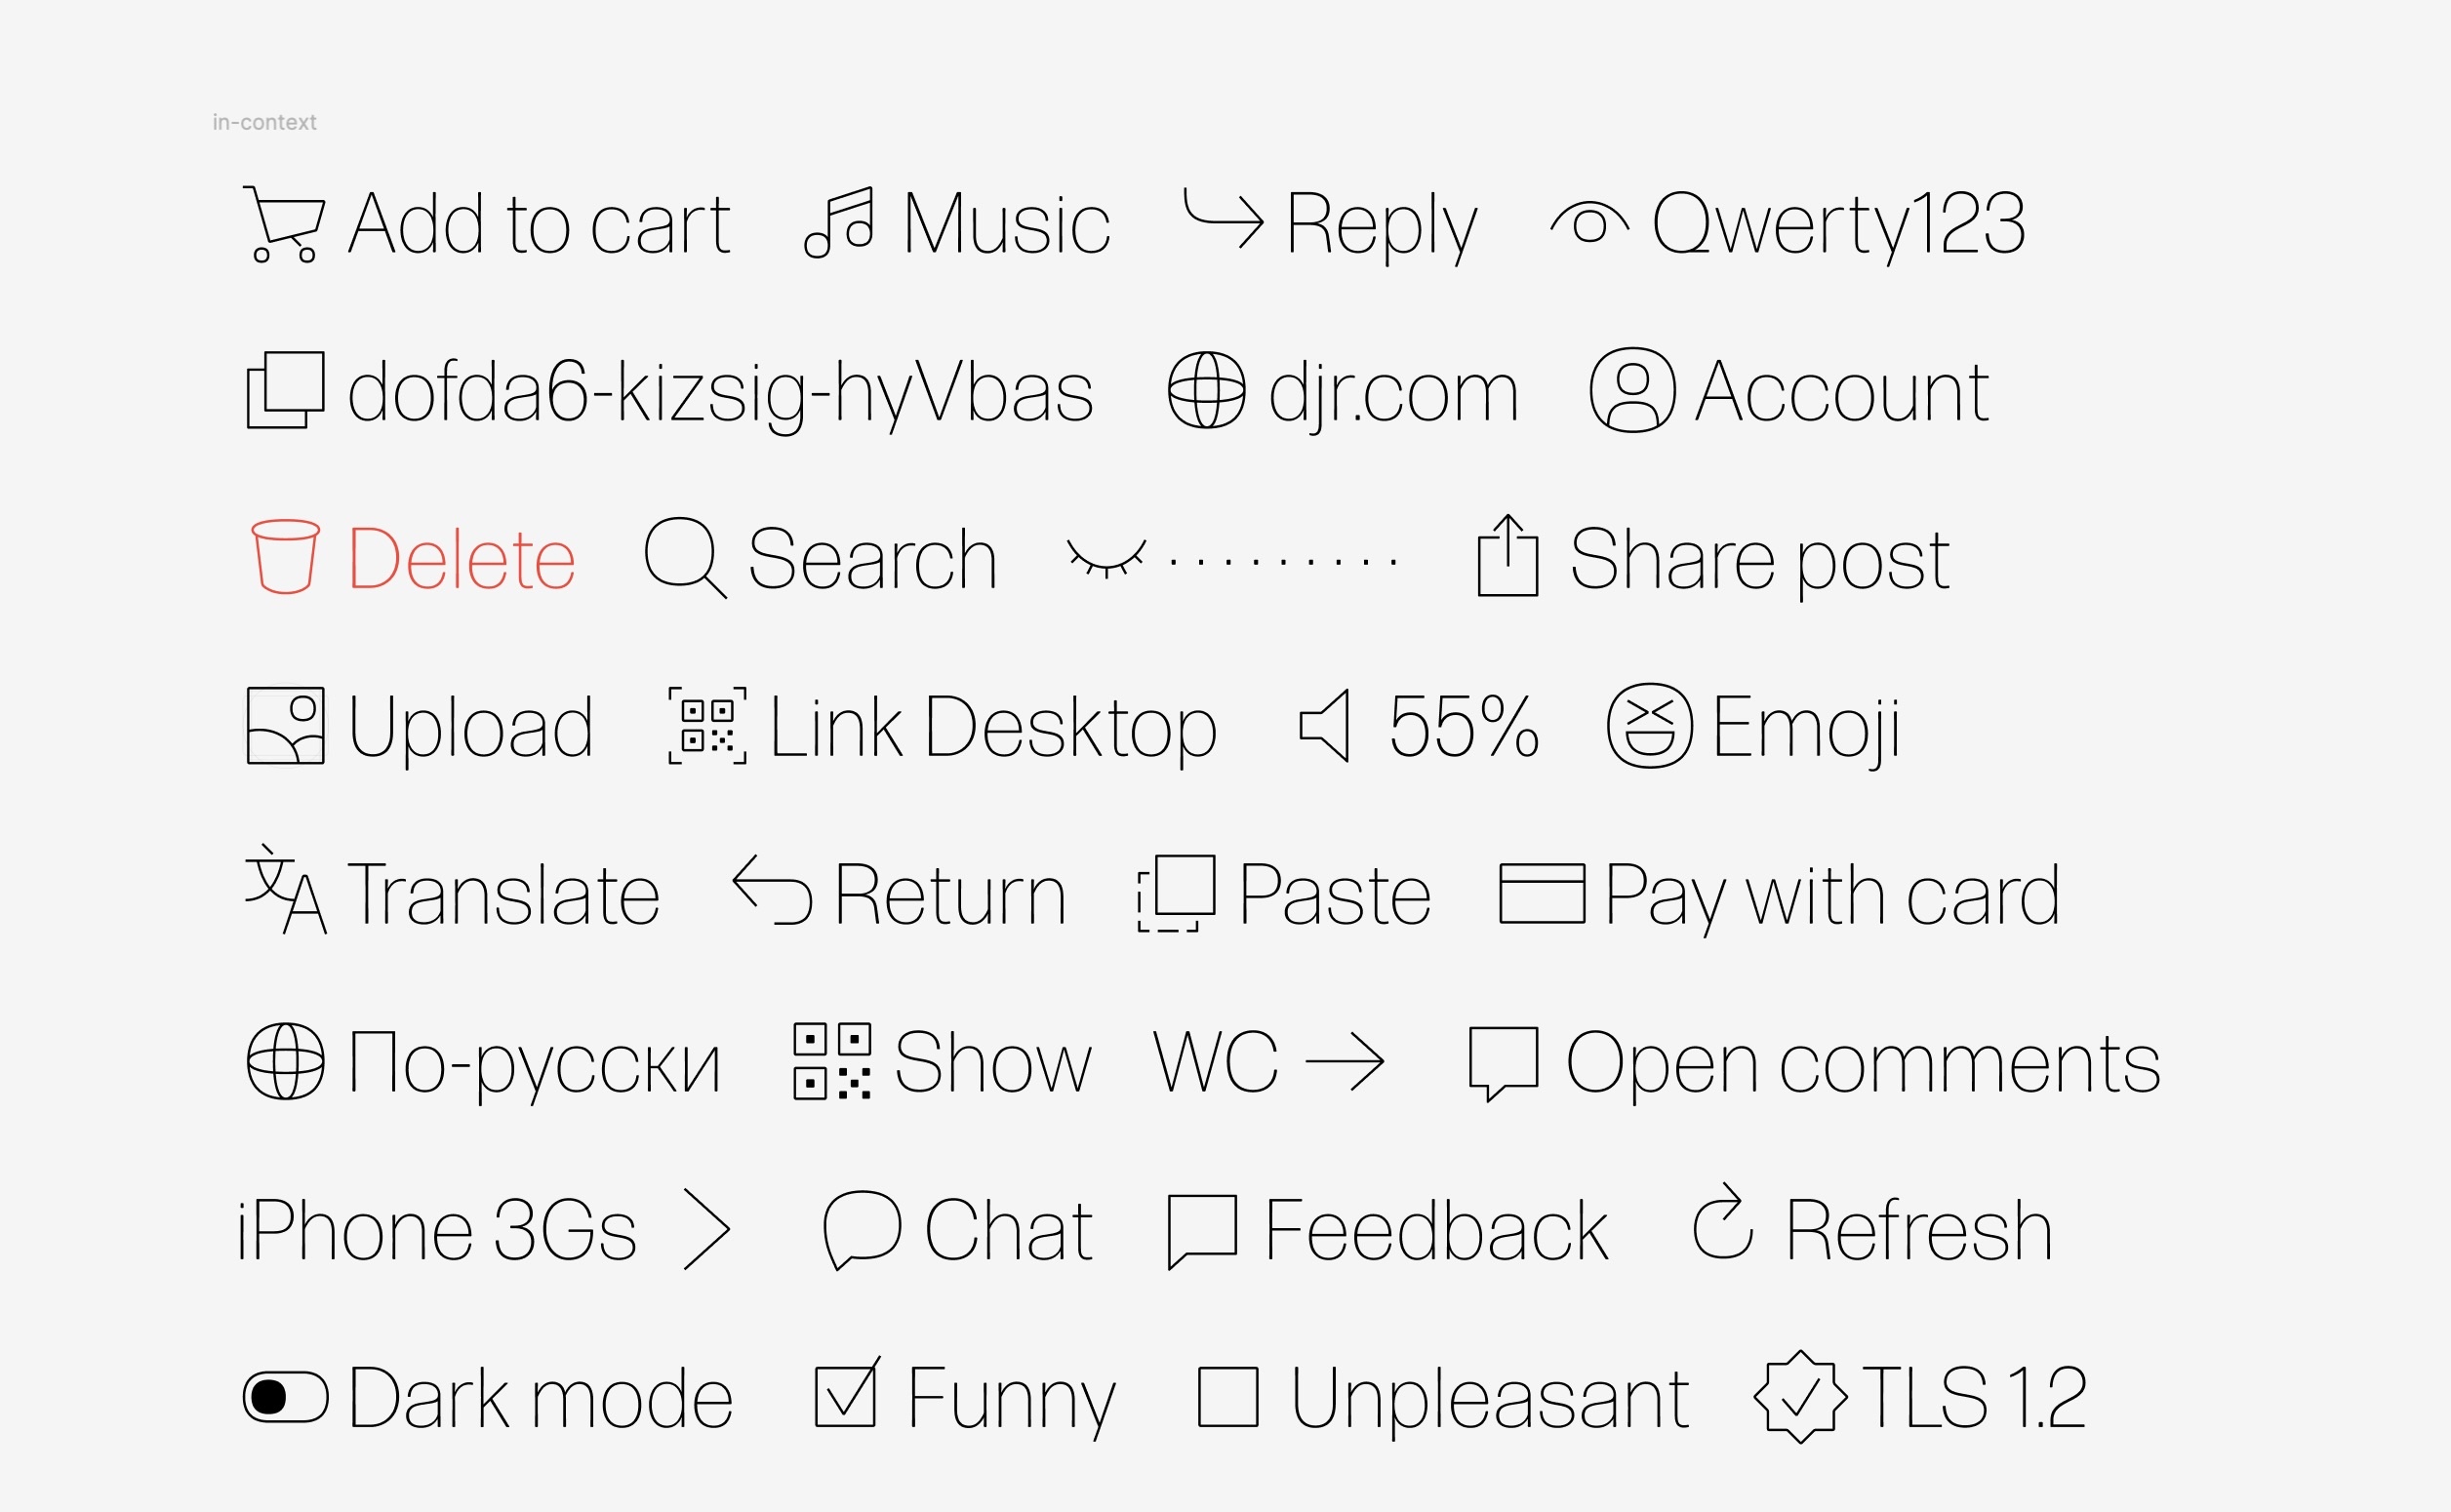 in-context
Add to cart Music Reply Qwerty123
dofda6-kizsig-hyVbas djr.com Account
Delete Search ········· Share post
Upload Link Desktop 55% Emoji
Translate Return Paste Pay with card
По-русски Show WC → Open comments
iPhone 3Gs Chat Feedback Refresh
Dark mode Funny Unpleasant TLS 1.2